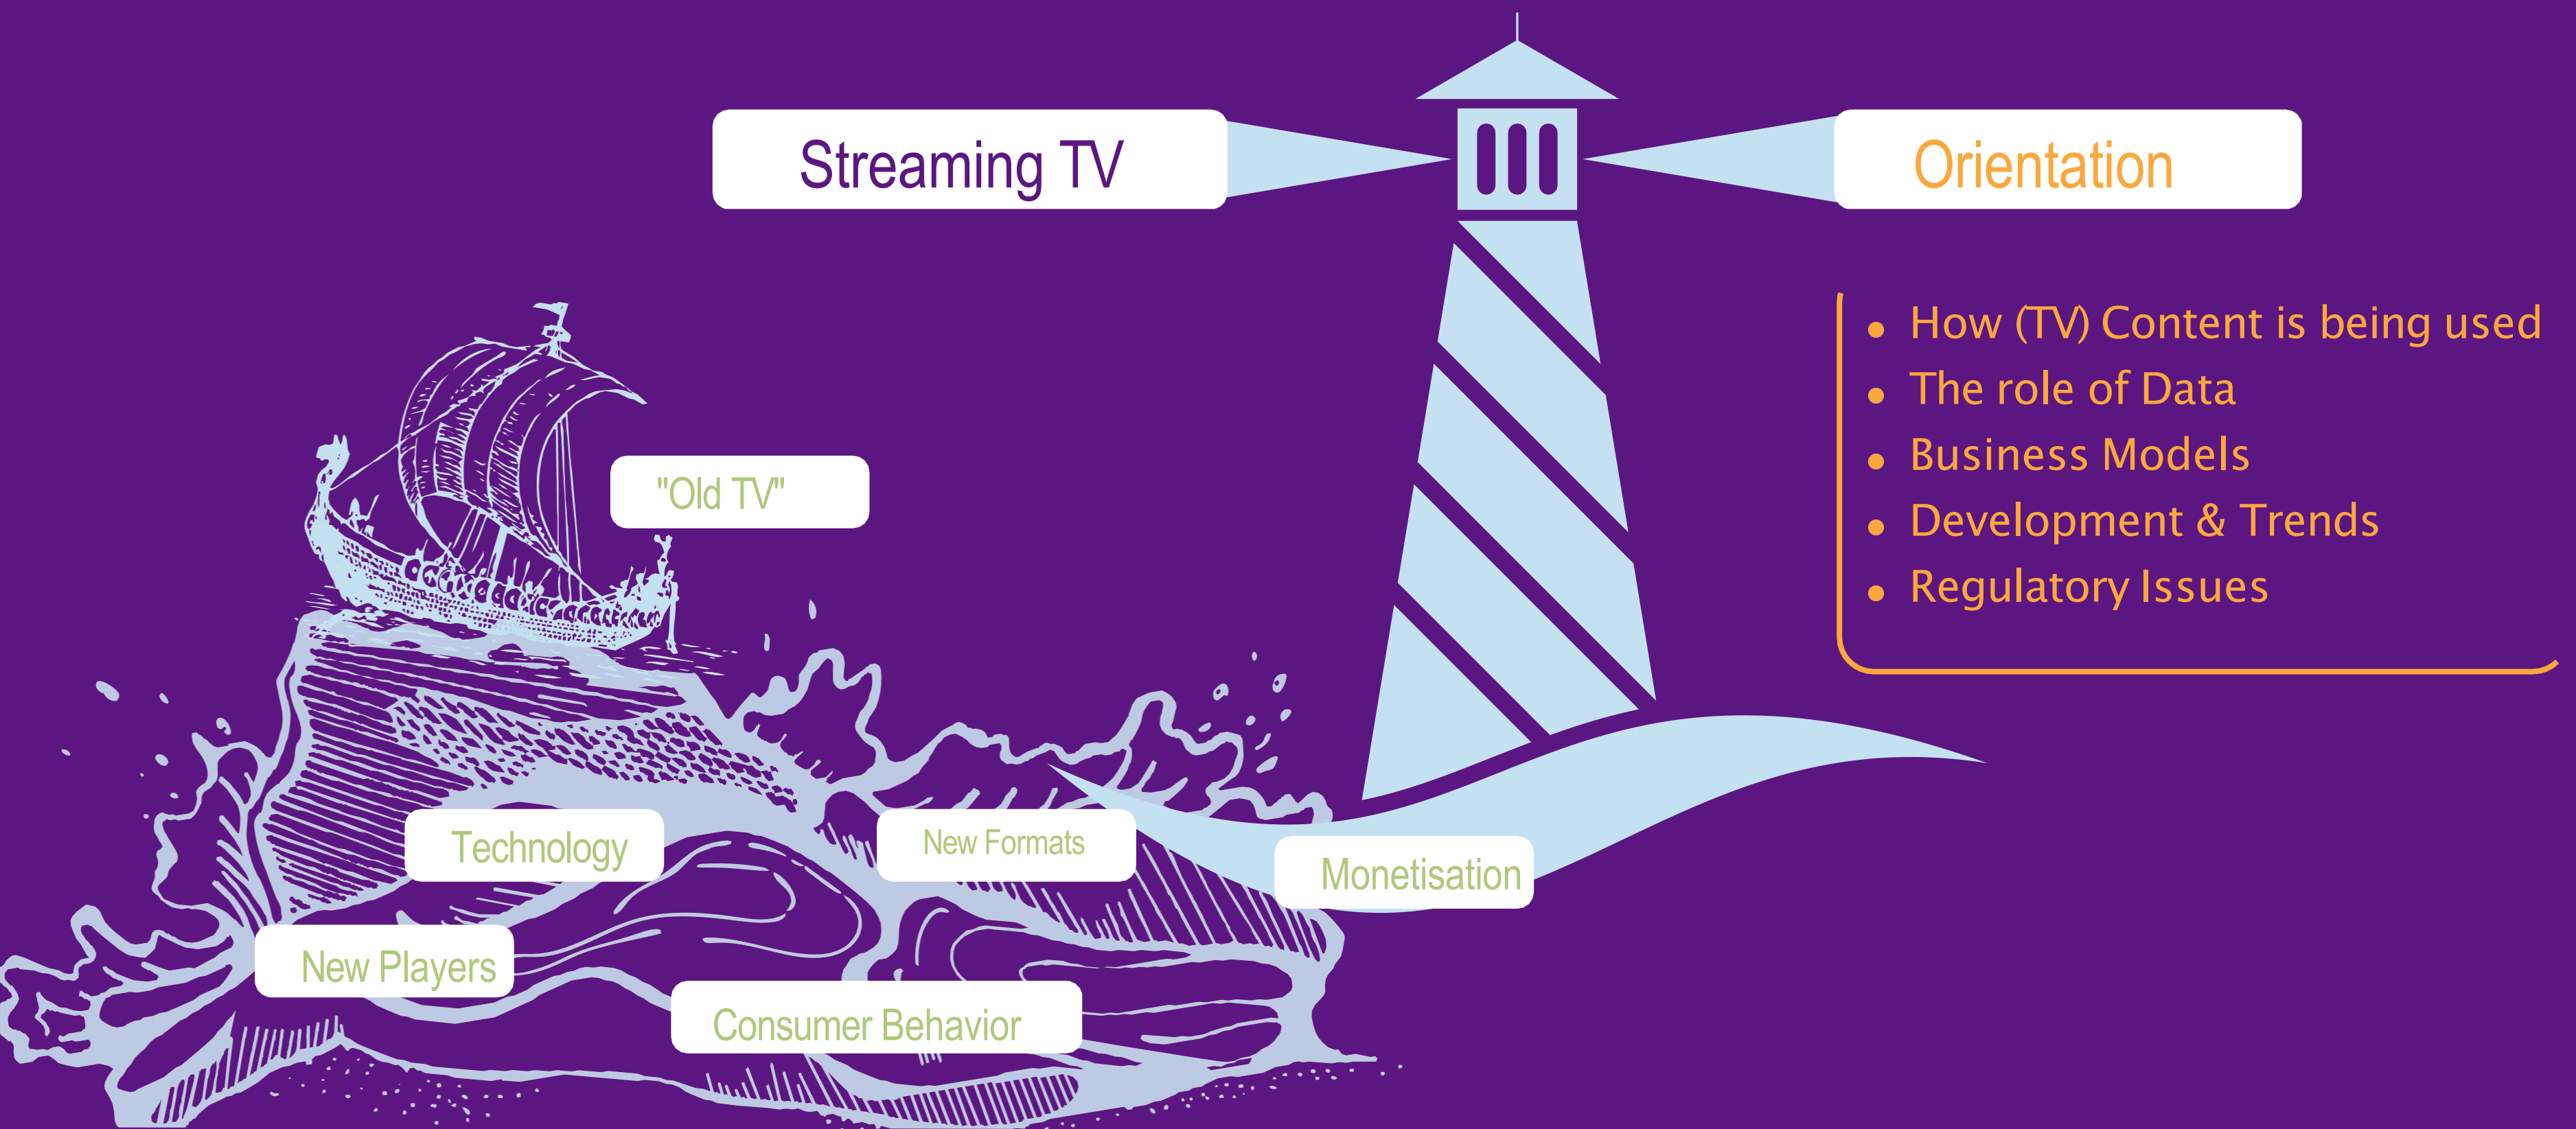 Streaming TV
Orientation
• How (TV) Content is being used
• The role of Data
• Business Models
• Development & Trends
• Regulatory Issues
"Old TV"
Technology
New Formats
Monetisation
New Players
Consumer Behavior